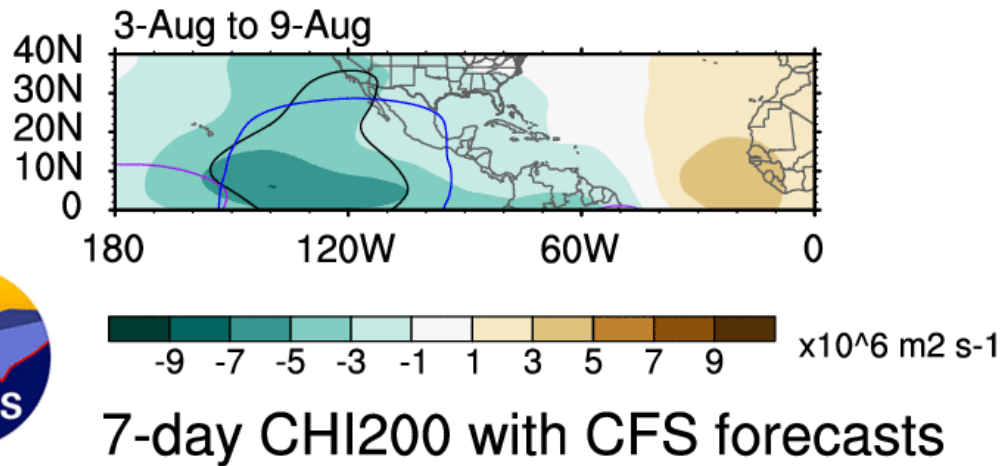 3-Aug to 9-Aug
40N
30N
20N
10N
0
180 120W 60W 0
-9 -7 -5 -3 -1 1 3 5 7 9
x10^6 m2 s-1
S
7-day CHI200 with CFS forecasts